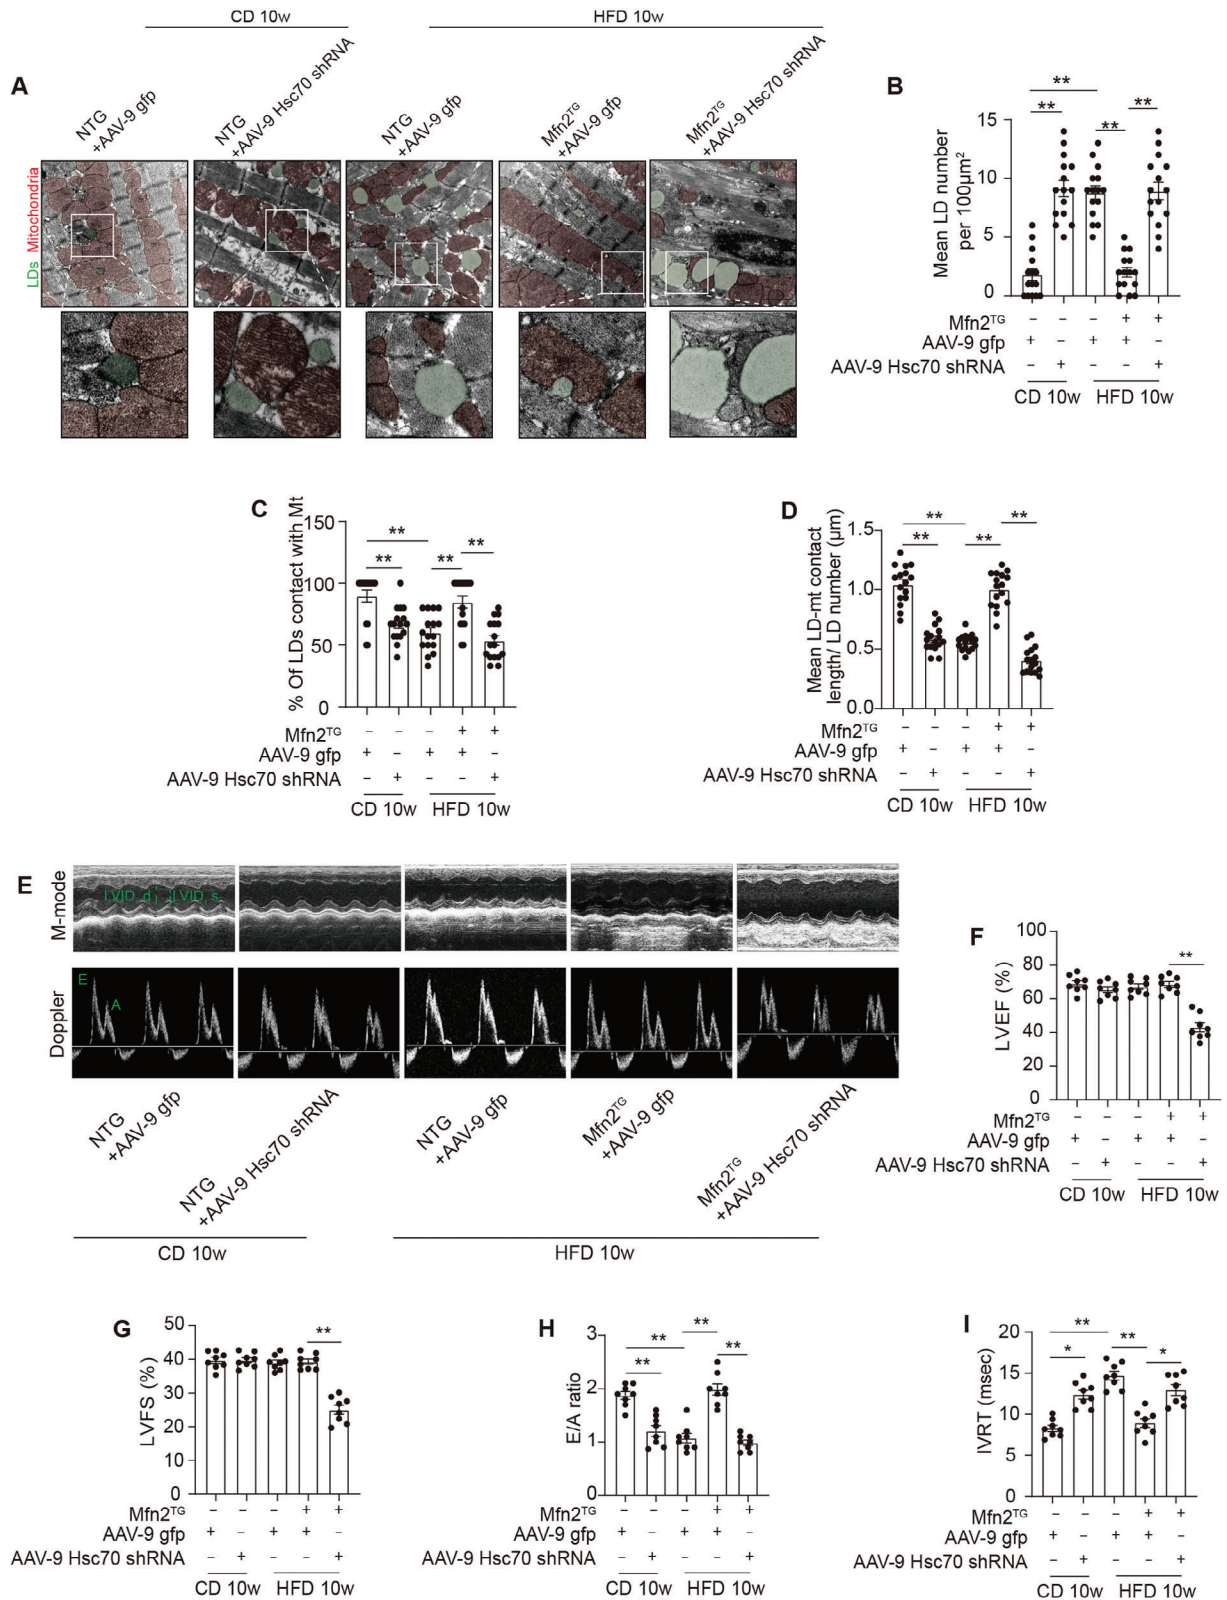 CD 10w
HFD 10w
A
NTG
+AAV-9 gfp
NTG
+AAV-9 Hsc70 shRNA
NTG
+AAV-9 gfp
Mfn2TG
+AAV-9 gfp
Mfn2TG
+AAV-9 Hsc70 shRNA
LDs Mitochondria
B
Mean LD number
per 100μm²
15
10
5
0
** ** ** **
Mfn2TG − − − + +
AAV-9 gfp + − + + −
AAV-9 Hsc70 shRNA − + − − +
CD 10w HFD 10w
C
% Of LDs contact with Mt
150
100
50
0
** ** ** **
Mfn2TG − − − + +
AAV-9 gfp + − + + −
AAV-9 Hsc70 shRNA − + − − +
CD 10w HFD 10w
D
Mean LD-mt contact
length/ LD number (μm)
1.5
1.0
0.5
0.0
** ** ** **
Mfn2TG − − − + +
AAV-9 gfp + − + + −
AAV-9 Hsc70 shRNA − + − − +
CD 10w HFD 10w
E
M-mode
LVID, d LVID, s
Doppler
E
A
NTG
+AAV-9 gfp
NTG
+AAV-9 Hsc70 shRNA
NTG
+AAV-9 gfp
Mfn2TG
+AAV-9 gfp
Mfn2TG
+AAV-9 Hsc70 shRNA
CD 10w
HFD 10w
F
LVEF (%)
100
80
60
40
20
0
**
Mfn2TG − − − + +
AAV-9 gfp + − + + −
AAV-9 Hsc70 shRNA − + − − +
CD 10w HFD 10w
G
LVFS (%)
50
40
30
20
10
0
**
Mfn2TG − − − + +
AAV-9 gfp + − + + −
AAV-9 Hsc70 shRNA − + − − +
CD 10w HFD 10w
H
E/A ratio
3
2
1
0
** ** ** **
Mfn2TG − − − + +
AAV-9 gfp + − + + −
AAV-9 Hsc70 shRNA − + − − +
CD 10w HFD 10w
I
IVRT (msec)
20
15
10
5
0
** * ** *
Mfn2TG − − − + +
AAV-9 gfp + − + + −
AAV-9 Hsc70 shRNA − + − − +
CD 10w HFD 10w